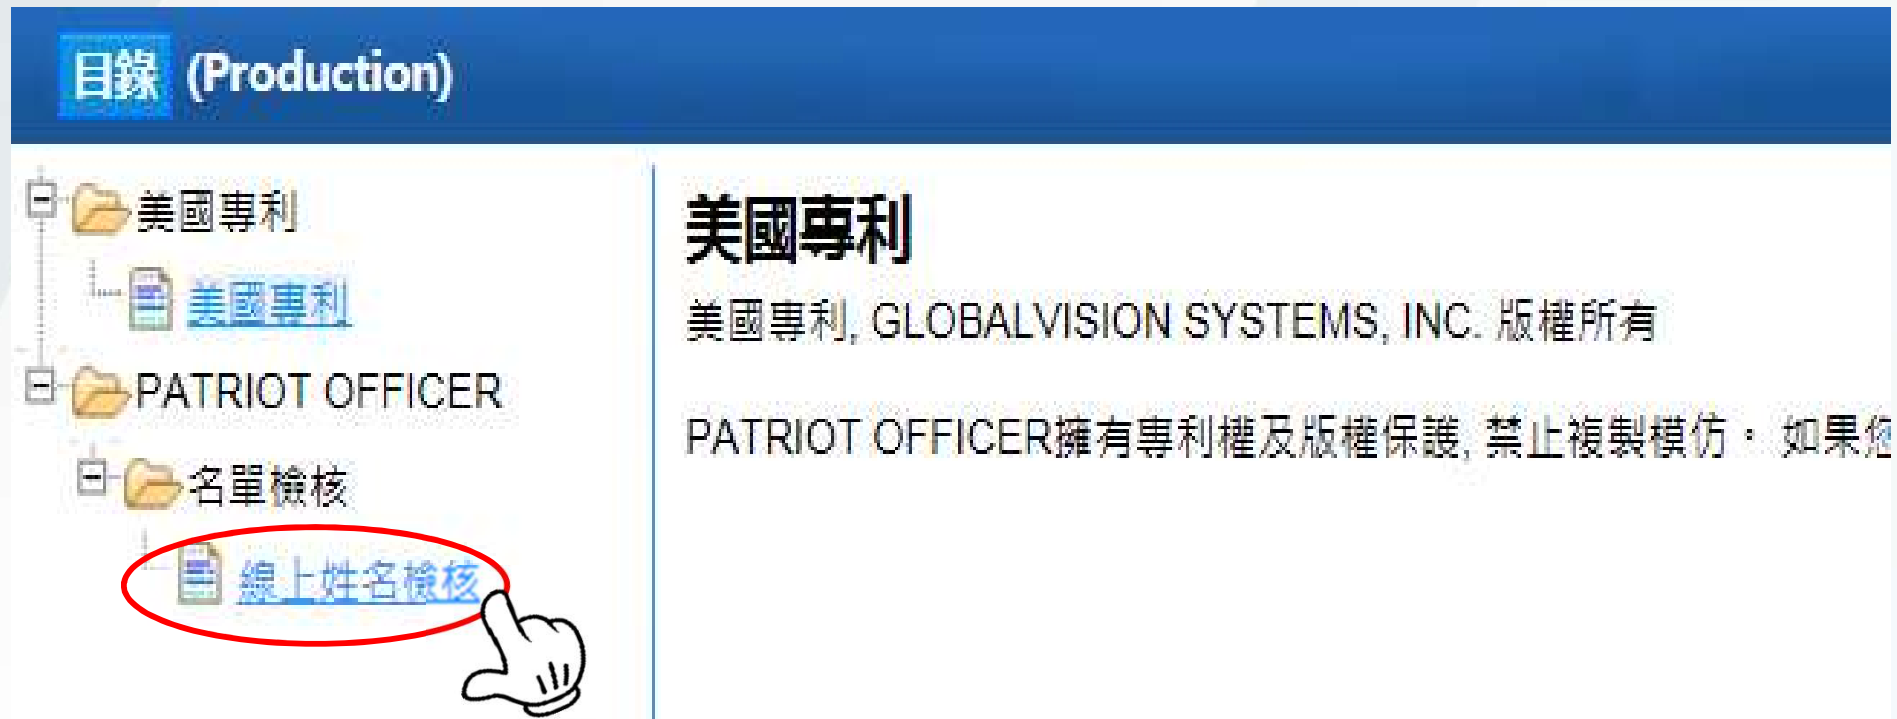 目錄 (Production)
美國專利
美國專利
PATRIOT OFFICER
名單檢核
線上姓名檢核
美國專利
美國專利, GLOBALVISION SYSTEMS, INC. 版權所有
PATRIOT OFFICER擁有專利權及版權保護, 禁止複製模仿。 如果您